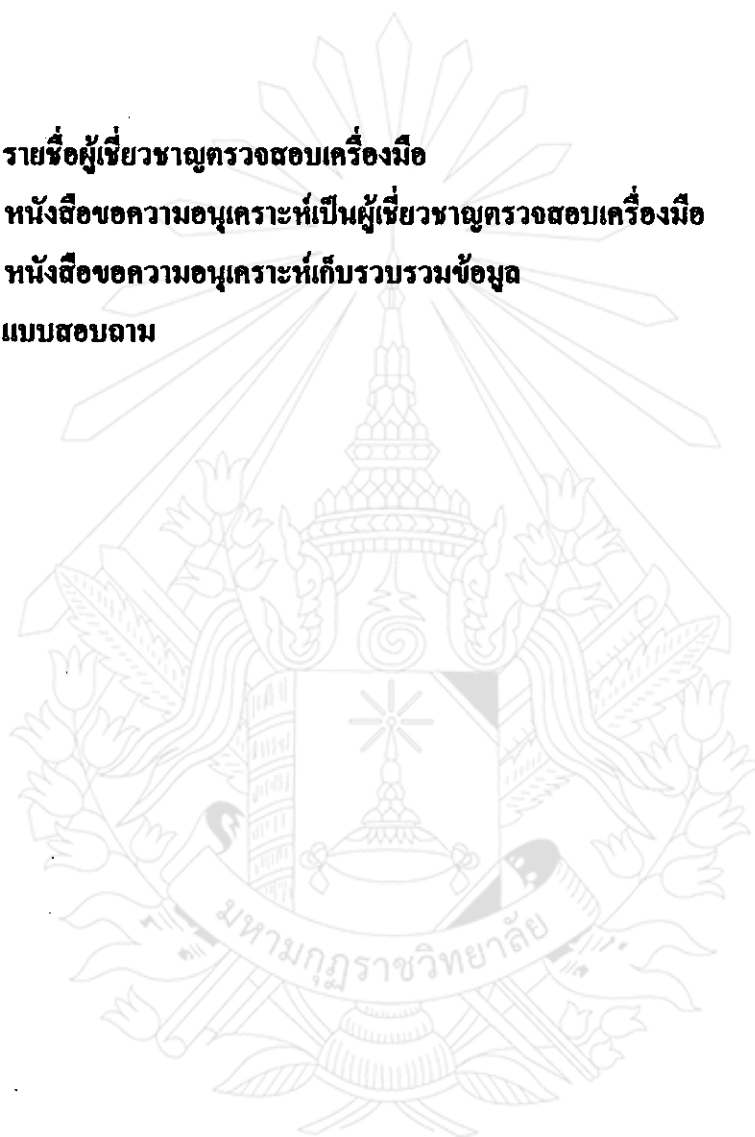 รายชื่อผู้เชี่ยวชาญตรวจสอบเครื่องมือ
หนังสือขอความอนุเคราะห์เป็นผู้เชี่ยวชาญตรวจสอบเครื่องมือ
หนังสือขอความอนุเคราะห์เก็บรวบรวมข้อมูล
แบบสอบถาม
มหามกุฏราชวิทยาลัย